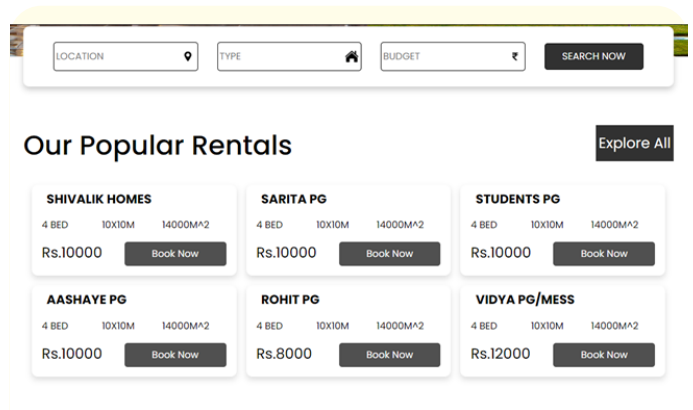 LOCATION TYPE BUDGET ₹ SEARCH NOW
Our Popular Rentals Explore All
SHIVALIK HOMES SARITA PG STUDENTS PG
4 BED 10X10M 14000M^2 4 BED 10X10M 14000M^2 4 BED 10X10M 14000M^2
Rs.10000 Book Now Rs.10000 Book Now Rs.10000 Book Now
AASHAYE PG ROHIT PG VIDYA PG/MESS
4 BED 10X10M 14000M^2 4 BED 10X10M 14000M^2 4 BED 10X10M 14000M^2
Rs.10000 Book Now Rs.8000 Book Now Rs.12000 Book Now